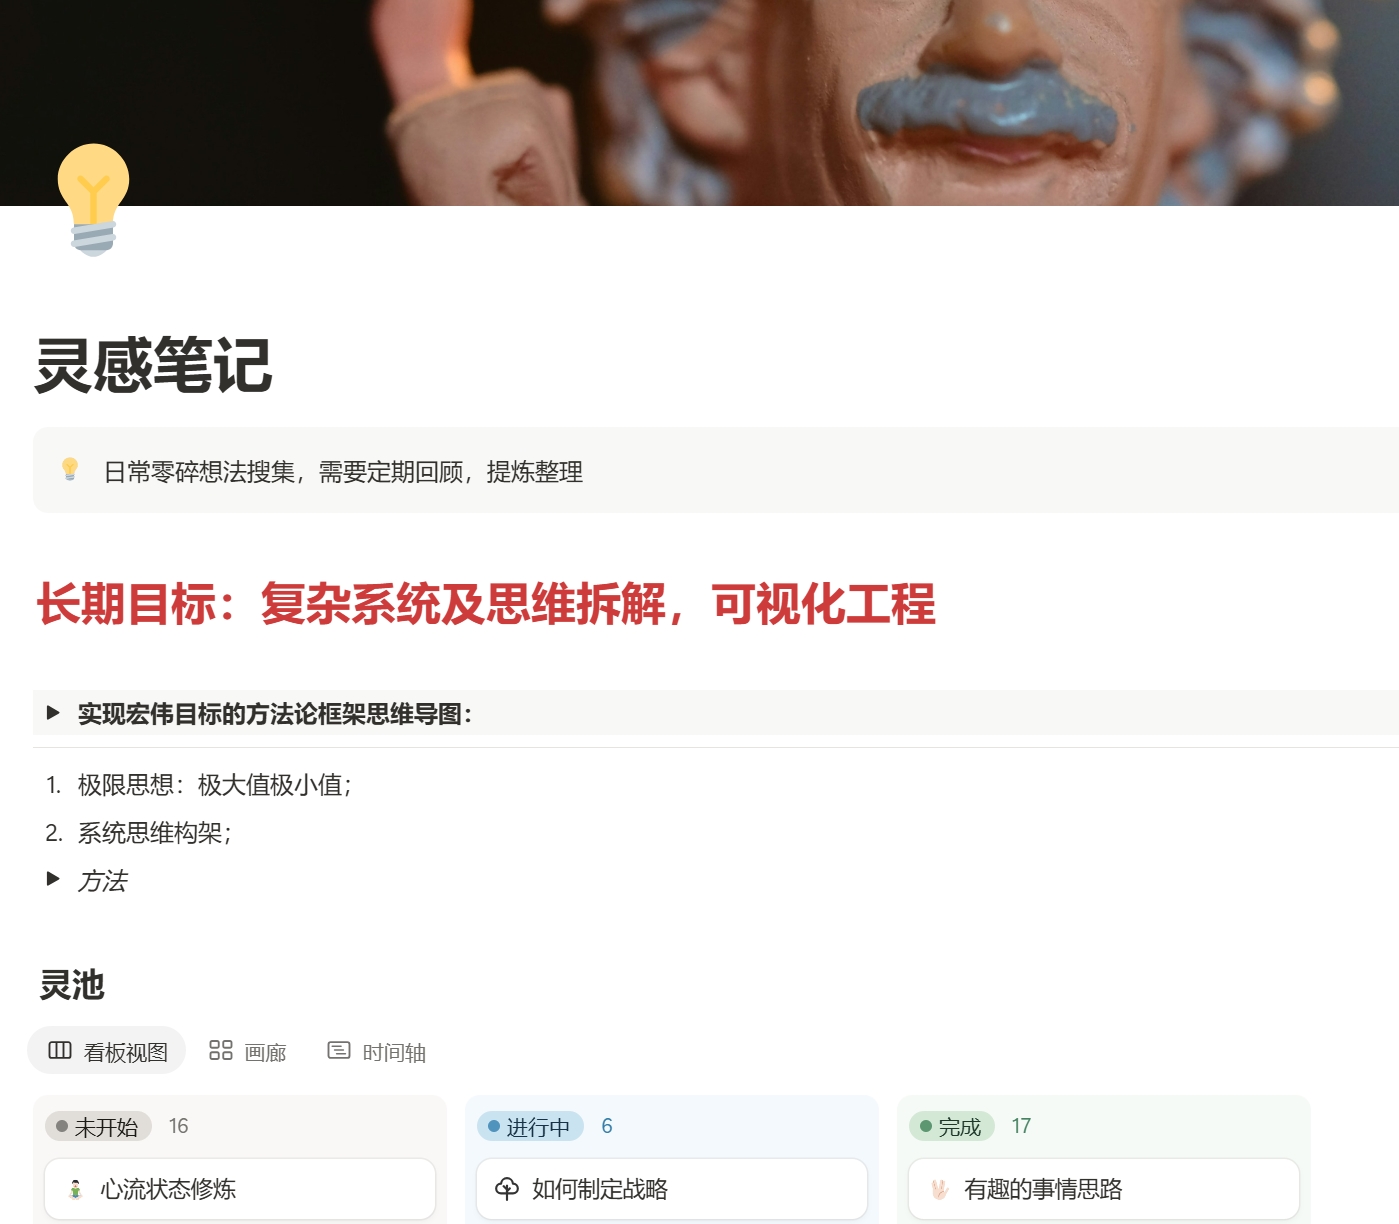 灵感笔记
日常零碎想法搜集，需要定期回顾，提炼整理
长期目标：复杂系统及思维拆解，可视化工程
实现宏伟目标的方法论框架思维导图：
1. 极限思想：极大值极小值；
2. 系统思维构架；
方法
灵池
看板视图 画廊 时间轴
未开始 16 进行中 6 完成 17
心流状态修炼 如何制定战略 有趣的事情思路